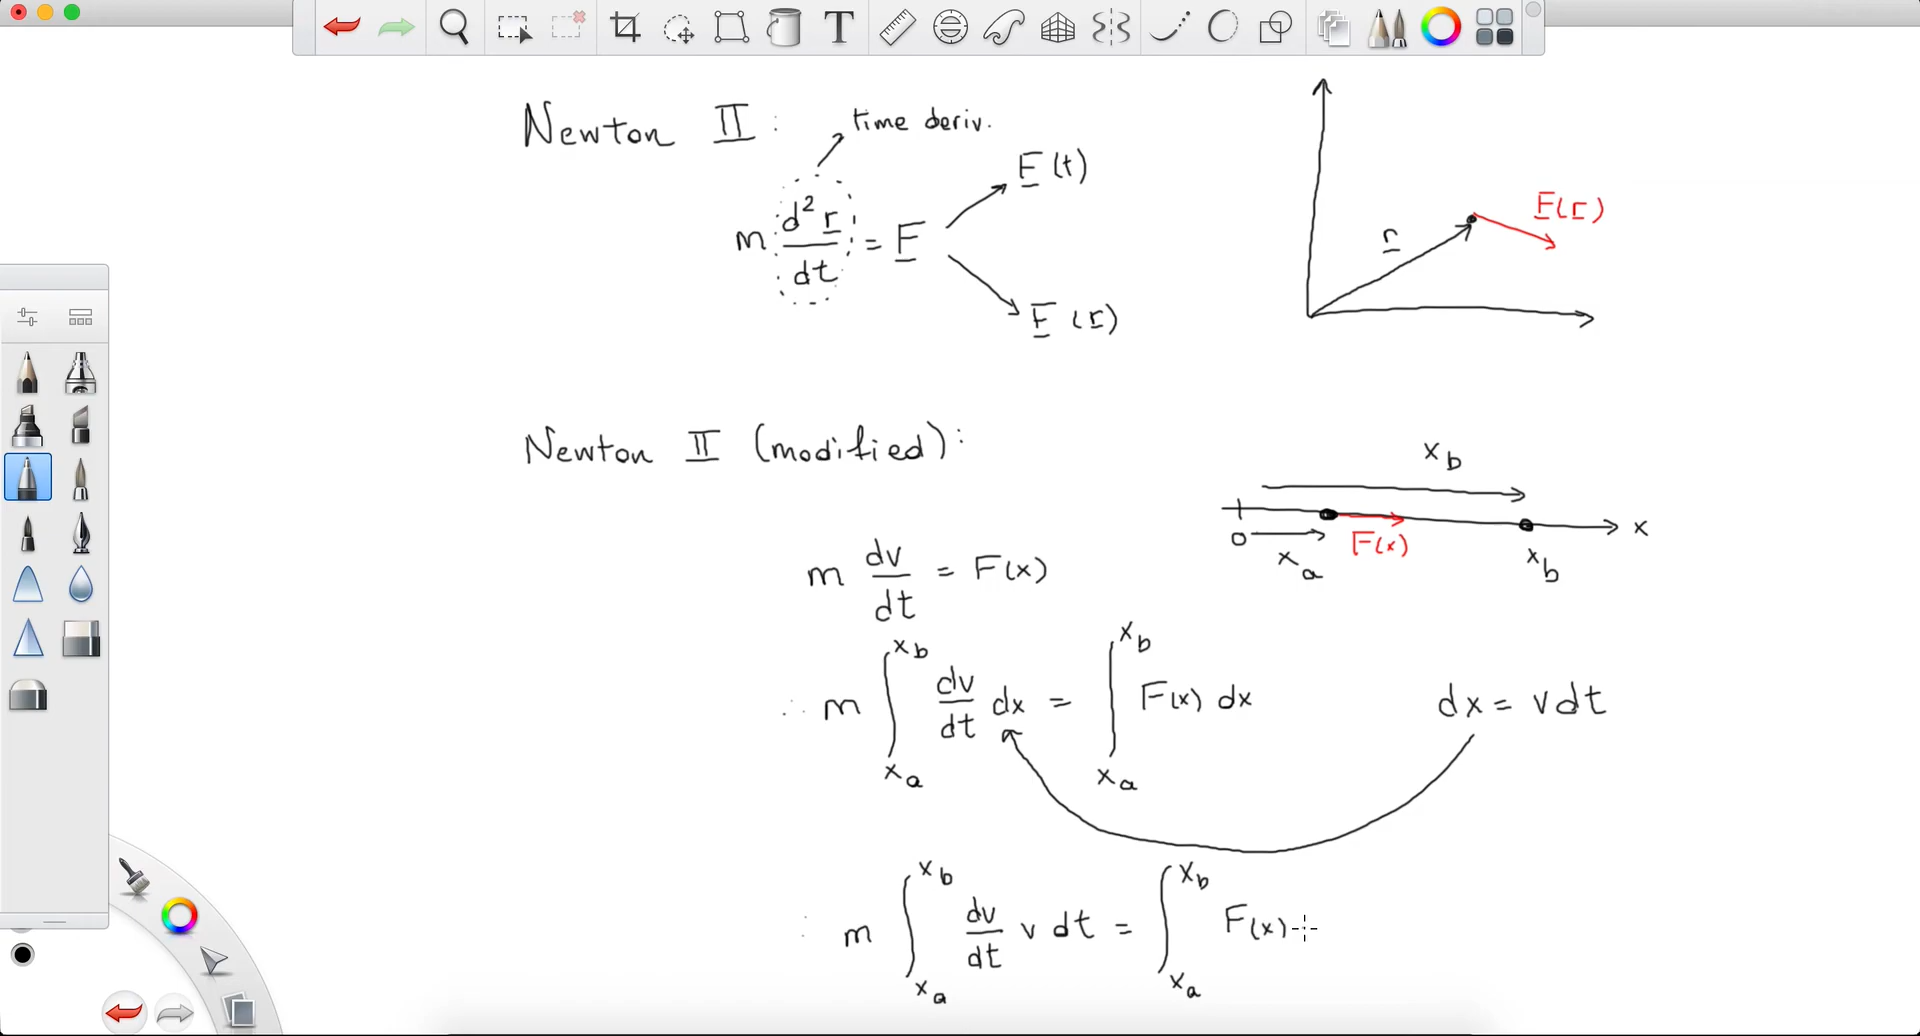 Newton II :
time deriv.
m d² r / dt = F
F (t)
F (r)
r
F(r)
Newton II (modified):
x_b
0
x_a
F(x)
x_b
x
m dv/dt = F(x)
∴ m ∫_{x_a}^{x_b} dv/dt dx = ∫_{x_a}^{x_b} F(x) dx
dx = v dt
∴ m ∫_{x_a}^{x_b} dv/dt v dt = ∫_{x_a}^{x_b} F(x)